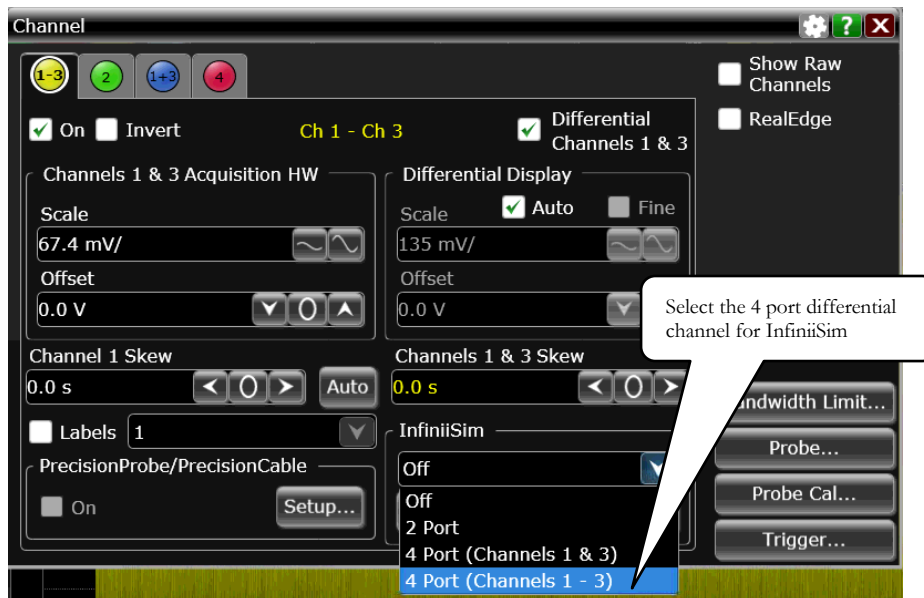 Channel
?
X
1-3
2
1+3
4
Show Raw
Channels
RealEdge
On
Invert
Ch 1 - Ch 3
Differential
Channels 1 & 3
Channels 1 & 3 Acquisition HW
Scale
67.4 mV/
Offset
0.0 V
0
Differential Display
Auto
Fine
Scale
135 mV/
Offset
0.0 V
Select the 4 port differential
channel for InfiniiSim
Channel 1 Skew
0.0 s
0
Auto
Channels 1 & 3 Skew
0.0 s
0
Labels
1
PrecisionProbe/PrecisionCable
On
Setup...
InfiniiSim
Off
Off
2 Port
4 Port (Channels 1 & 3)
4 Port (Channels 1 - 3)
ndwidth Limit...
Probe...
Probe Cal...
Trigger...